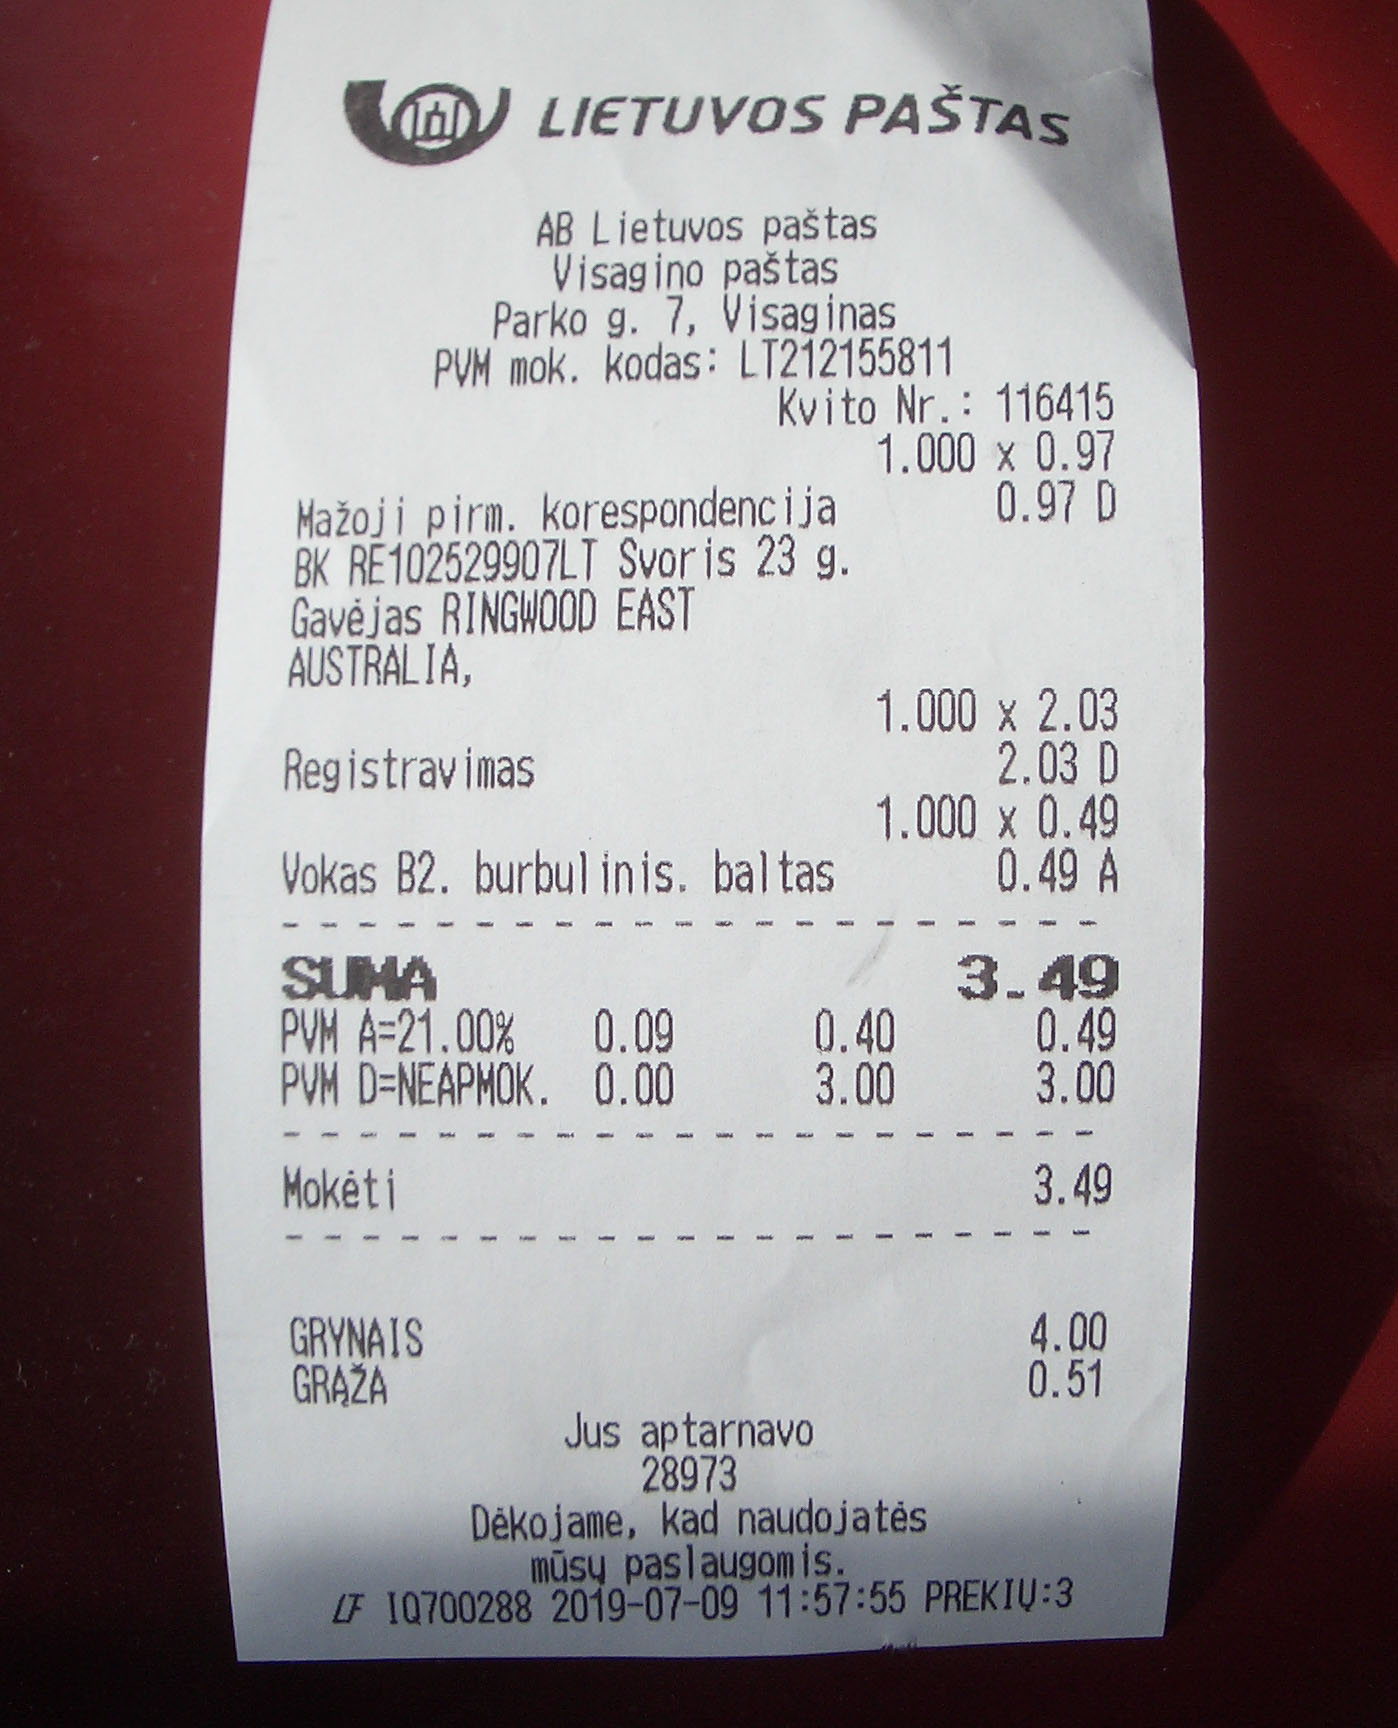 LIETUVOS PAŠTAS
AB Lietuvos paštas
Visagino paštas
Parko g. 7, Visaginas
PVM mok. kodas: LT212155811
Kvito Nr.: 116415
1.000 x 0.97
Mažoji pirm. korespondencija 0.97 D
BK RE102529907LT Svoris 23 g.
Gavėjas RINGWOOD EAST
AUSTRALIA,
1.000 x 2.03
Registravimas 2.03 D
1.000 x 0.49
Vokas B2. burbulinis. baltas 0.49 A
SUMA 3.49
PVM A=21.00% 0.09 0.40 0.49
PVM D=NEAPMOK. 0.00 3.00 3.00
Mokėti 3.49
GRYNAIS 4.00
GRĄŽA 0.51
Jus aptarnavo
28973
Dėkojame, kad naudojatės
mūsų paslaugomis.
LF IQ700288 2019-07-09 11:57:55 PREKIŲ:3